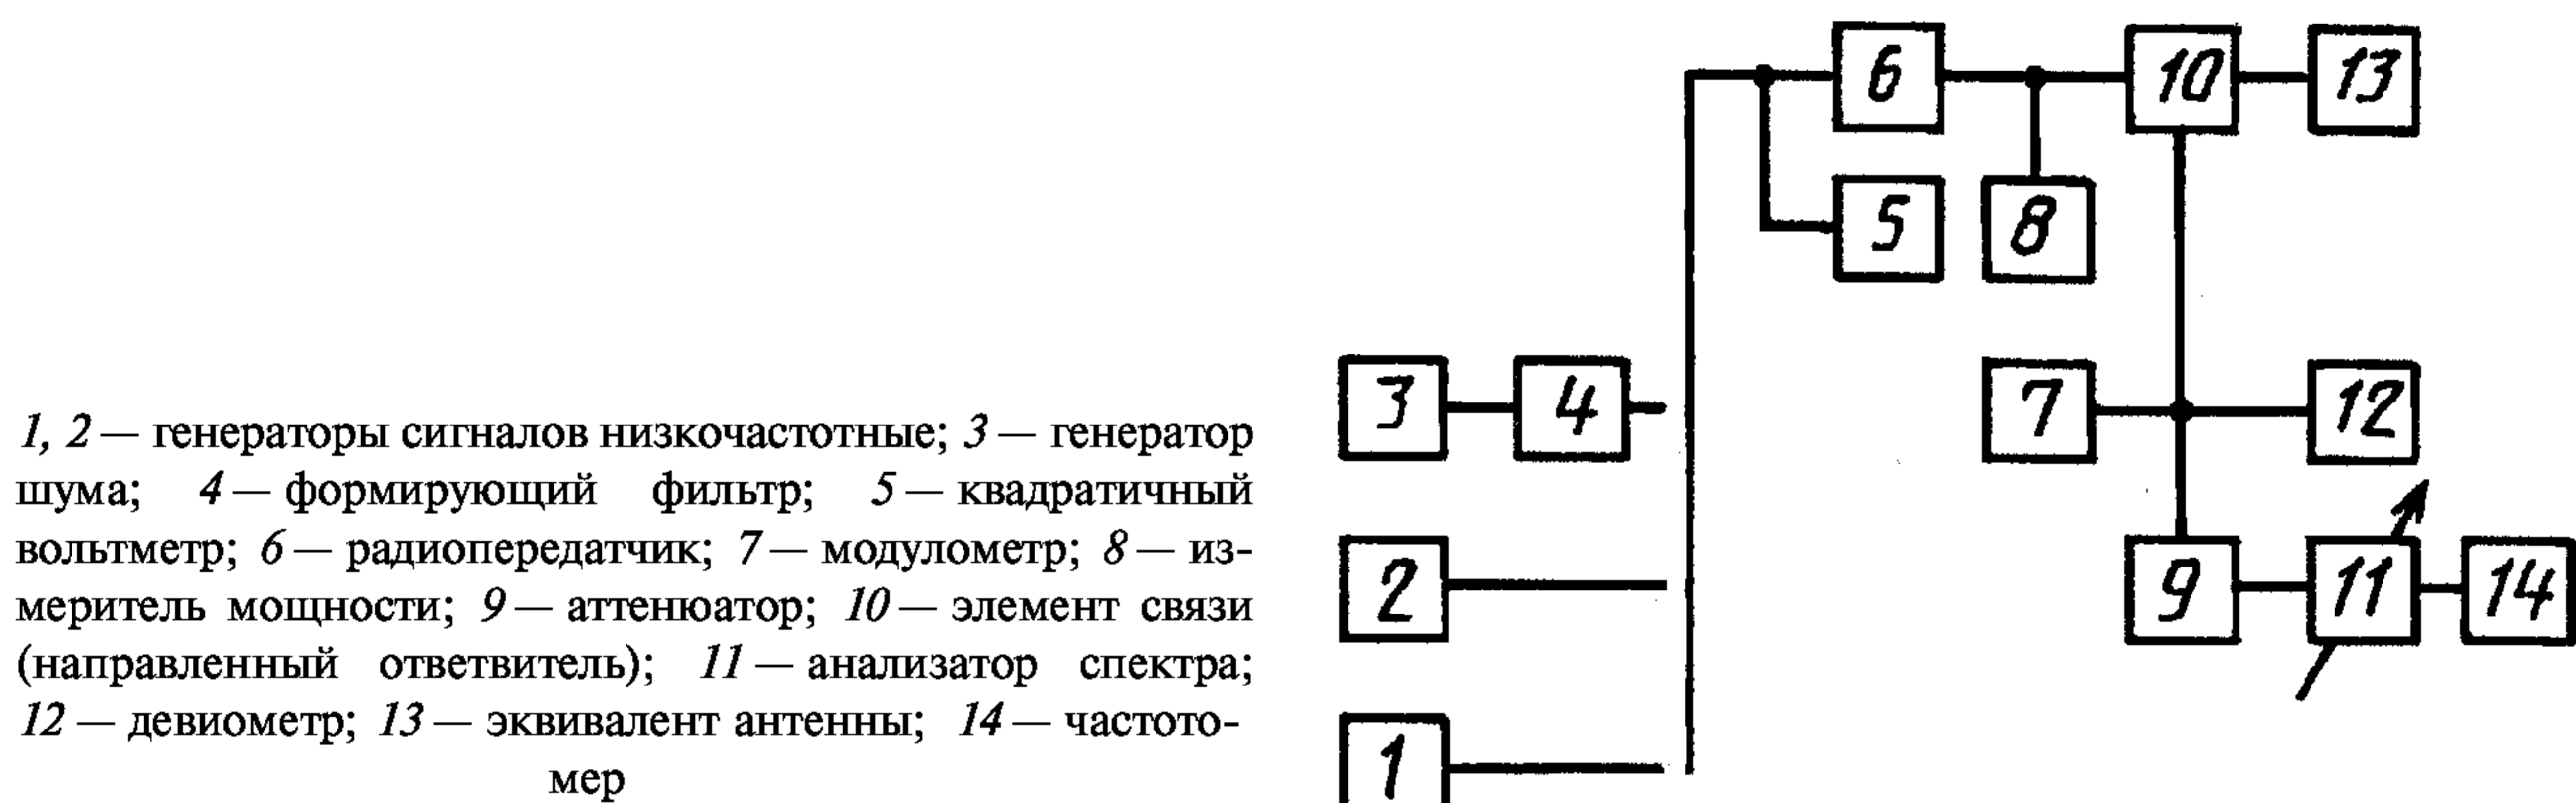 1, 2 — генераторы сигналов низкочастотные; 3 — генератор
шума; 4 — формирующий фильтр; 5 — квадратичный
вольтметр; 6 — радиопередатчик; 7 — модулометр; 8 — из-
меритель мощности; 9 — аттенюатор; 10 — элемент связи
(направленный ответвитель); 11 — анализатор спектра;
12 — девиометр; 13 — эквивалент антенны; 14 — частото-
мер
6
10
13
5
8
3
4
7
12
2
9
11
14
1